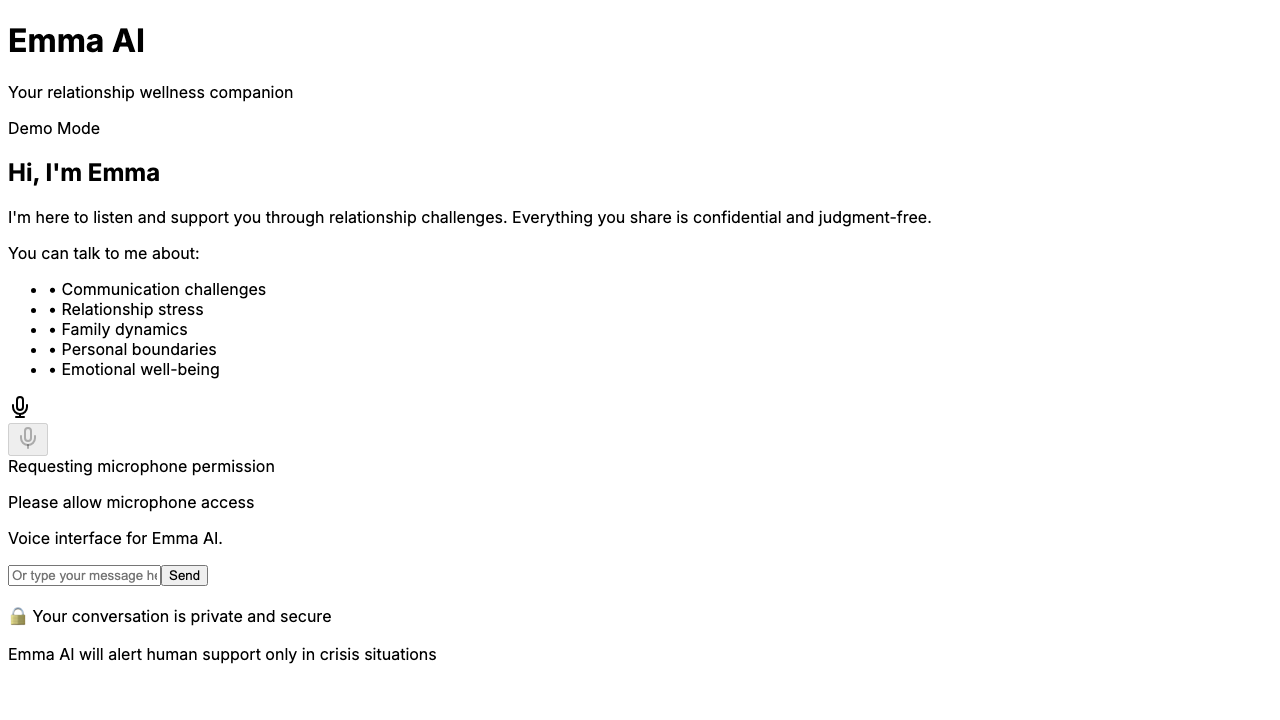 Emma AI
Your relationship wellness companion
Demo Mode
Hi, I'm Emma
I'm here to listen and support you through relationship challenges. Everything you share is confidential and judgment-free.
You can talk to me about:
• • Communication challenges
• • Relationship stress
• • Family dynamics
• • Personal boundaries
• • Emotional well-being
Requesting microphone permission
Please allow microphone access
Voice interface for Emma AI.
Or type your message he
Send
🔒 Your conversation is private and secure
Emma AI will alert human support only in crisis situations